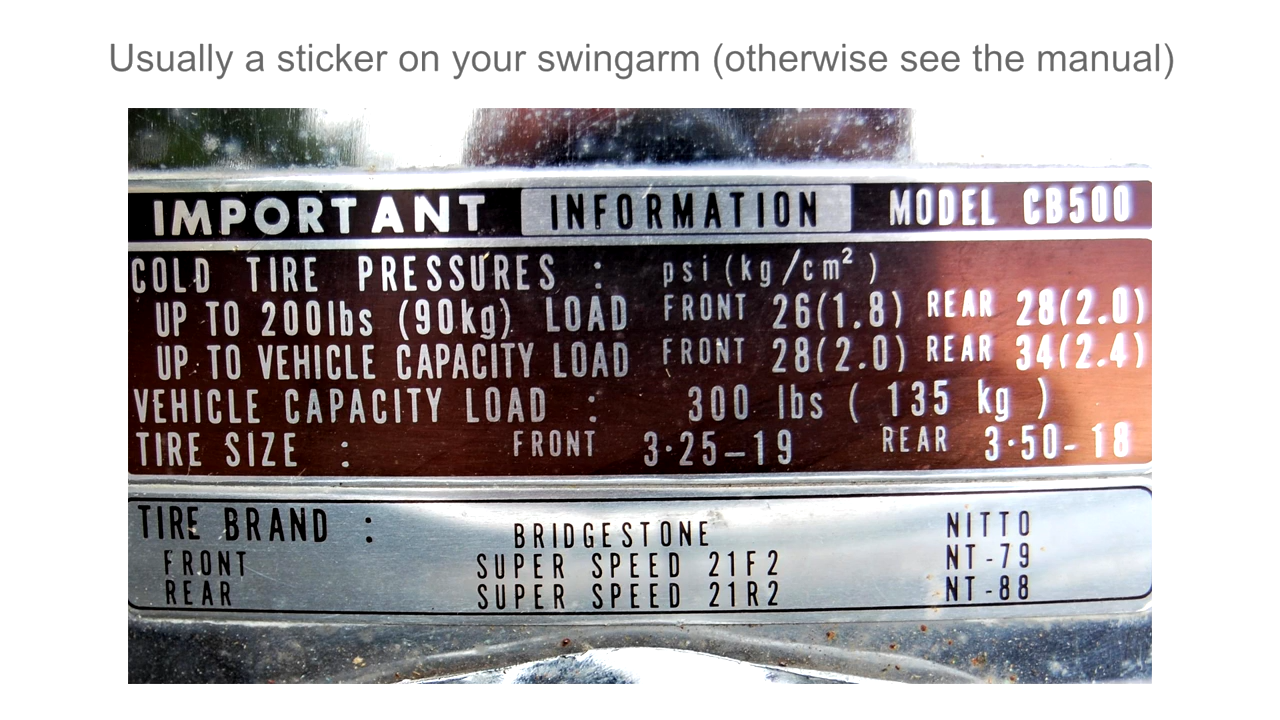 Usually a sticker on your swingarm (otherwise see the manual)
IMPORTANT INFORMATION MODEL CB500
COLD TIRE PRESSURES : psi (kg/cm²)
UP TO 200lbs (90kg) LOAD FRONT 26(1.8) REAR 28(2.0)
UP TO VEHICLE CAPACITY LOAD FRONT 28(2.0) REAR 34(2.4)
VEHICLE CAPACITY LOAD : 300 lbs ( 135 kg )
TIRE SIZE : FRONT 3·25–19 REAR 3·50-18
TIRE BRAND : BRIDGESTONE NITTO
FRONT SUPER SPEED 21F2 NT-79
REAR SUPER SPEED 21R2 NT-88